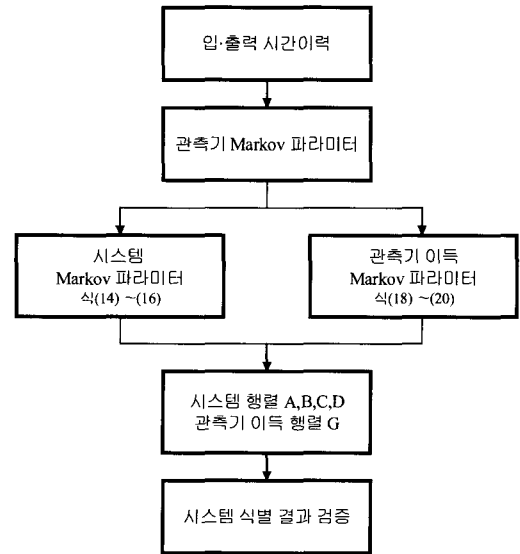 입·출력 시간이력
관측기 Markov 파라미터
시스템
Markov 파라미터
식(14) ~(16)
관측기 이득
Markov 파라미터
식(18) ~(20)
시스템 행렬 A,B,C,D
관측기 이득 행렬 G
시스템 식별 결과 검증